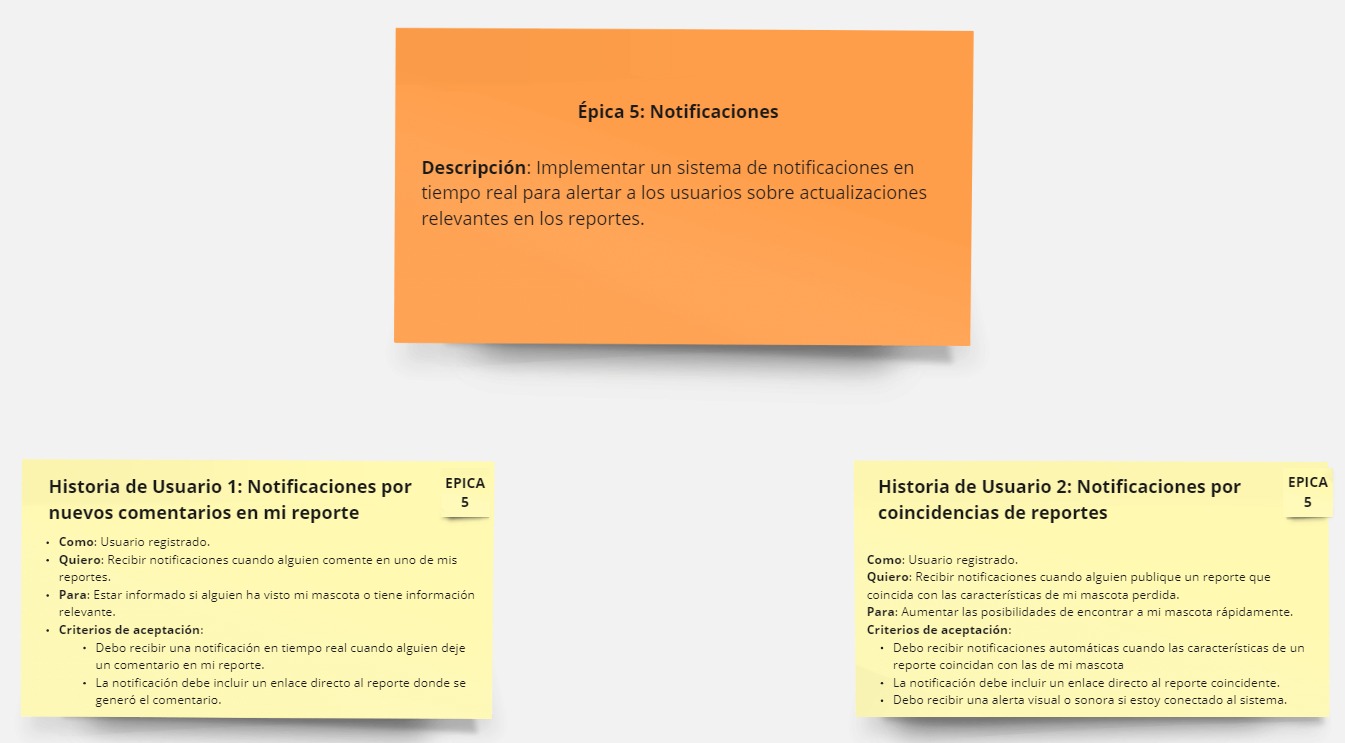 Épica 5: Notificaciones
Descripción: Implementar un sistema de notificaciones en
tiempo real para alertar a los usuarios sobre actualizaciones
relevantes en los reportes.
Historia de Usuario 1: Notificaciones por
nuevos comentarios en mi reporte
EPICA
5
• Como: Usuario registrado.
• Quiero: Recibir notificaciones cuando alguien comente en uno de mis
reportes.
• Para: Estar informado si alguien ha visto mi mascota o tiene información
relevante.
• Criterios de aceptación:
• Debo recibir una notificación en tiempo real cuando alguien deje
un comentario en mi reporte.
• La notificación debe incluir un enlace directo al reporte donde se
generó el comentario.
Historia de Usuario 2: Notificaciones por
coincidencias de reportes
EPICA
5
Como: Usuario registrado.
Quiero: Recibir notificaciones cuando alguien publique un reporte que
coincida con las características de mi mascota perdida.
Para: Aumentar las posibilidades de encontrar a mi mascota rápidamente.
Criterios de aceptación:
• Debo recibir notificaciones automáticas cuando las características de un
reporte coincidan con las de mi mascota
• La notificación debe incluir un enlace directo al reporte coincidente.
• Debo recibir una alerta visual o sonora si estoy conectado al sistema.